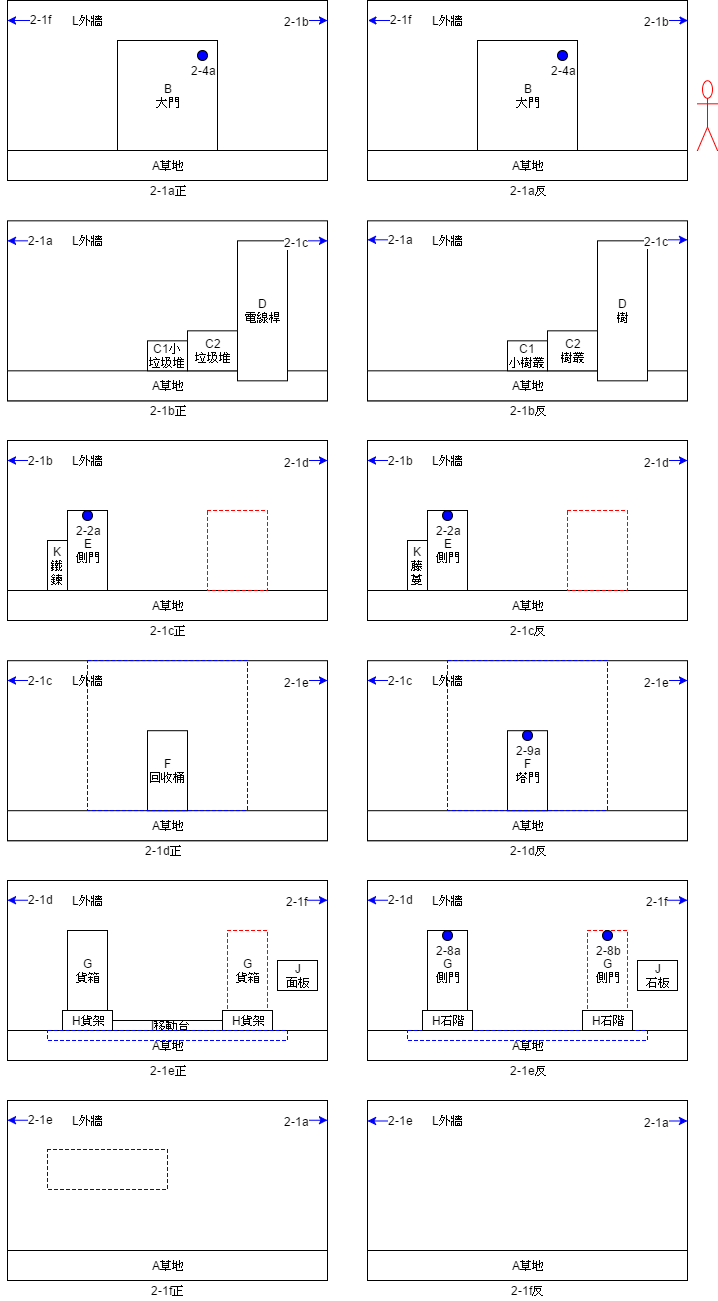 2-1f L外牆 2-1b
2-4a
B
大門
A草地
2-1a正
2-1f L外牆 2-1b
2-4a
B
大門
A草地
2-1a反
2-1a L外牆 2-1c
D
電線桿
C1小
垃圾堆
C2
垃圾堆
A草地
2-1b正
2-1a L外牆 2-1c
D
樹
C1
小樹叢
C2
樹叢
A草地
2-1b反
2-1b L外牆 2-1d
2-2a
E
側門
K
鐵
鍊
A草地
2-1c正
2-1b L外牆 2-1d
2-2a
E
側門
K
藤
蔓
A草地
2-1c反
2-1c L外牆 2-1e
F
回收桶
A草地
2-1d正
2-1c L外牆 2-1e
2-9a
F
塔門
A草地
2-1d反
2-1d L外牆 2-1f
G
貨箱
G
貨箱
J
面板
H貨架
I移動台
H貨架
A草地
2-1e正
2-1d L外牆 2-1f
2-8a
G
側門
2-8b
G
側門
J
石板
H石階
H石階
A草地
2-1e反
2-1e L外牆 2-1a
A草地
2-1f正
2-1e L外牆 2-1a
A草地
2-1f反